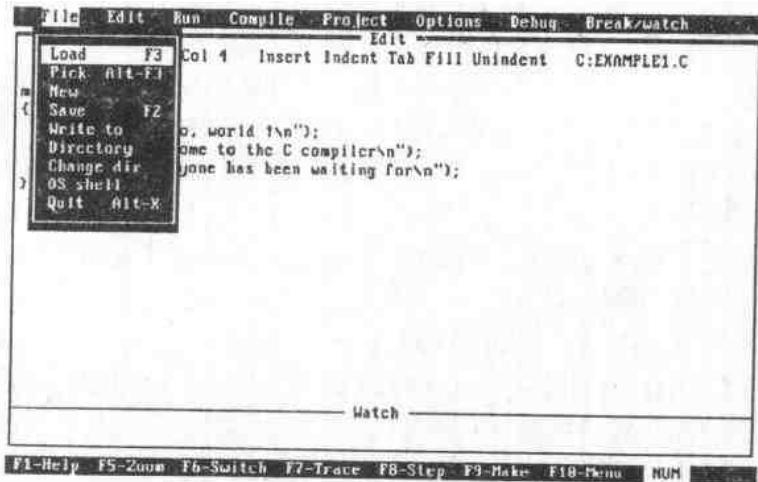 File Edit Run Compile Project Options Debug Break/watch
Edit
Load F3 Col 4 Insert Indent Tab Fill Unindent C:EXAMPLE1.C
Pick Alt-F3
m New
{ Save F2
Write to o, world !\n");
Directory ome to the C compiler\n");
Change dir yone has been waiting for\n");
} OS shell
Quit Alt-X
Watch
F1-Help F5-Zoom F6-Switch F7-Trace F8-Step F9-Make F10-Menu NUM